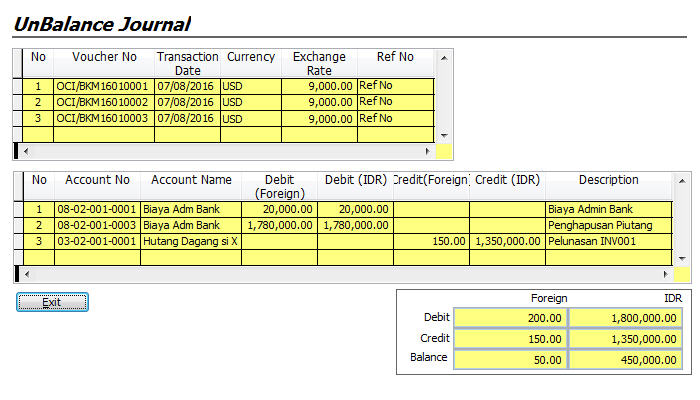 UnBalance Journal
No Voucher No Transaction Date Currency Exchange Rate Ref No
1 OCI/BKM16010001 07/08/2016 USD 9,000.00 Ref No
2 OCI/BKM16010002 07/08/2016 USD 9,000.00 Ref No
3 OCI/BKM16010003 07/08/2016 USD 9,000.00 Ref No
No Account No Account Name Debit (Foreign) Debit (IDR) Credit(Foreign) Credit (IDR) Description
1 08-02-001-0001 Biaya Adm Bank 20,000.00 20,000.00 Biaya Admin Bank
2 08-02-001-0003 Biaya Adm Bank 1,780,000.00 1,780,000.00 Penghapusan Piutang
3 03-02-001-0001 Hutang Dagang si X 150.00 1,350,000.00 Pelunasan INV001
Exit
Foreign IDR
Debit 200.00 1,800,000.00
Credit 150.00 1,350,000.00
Balance 50.00 450,000.00